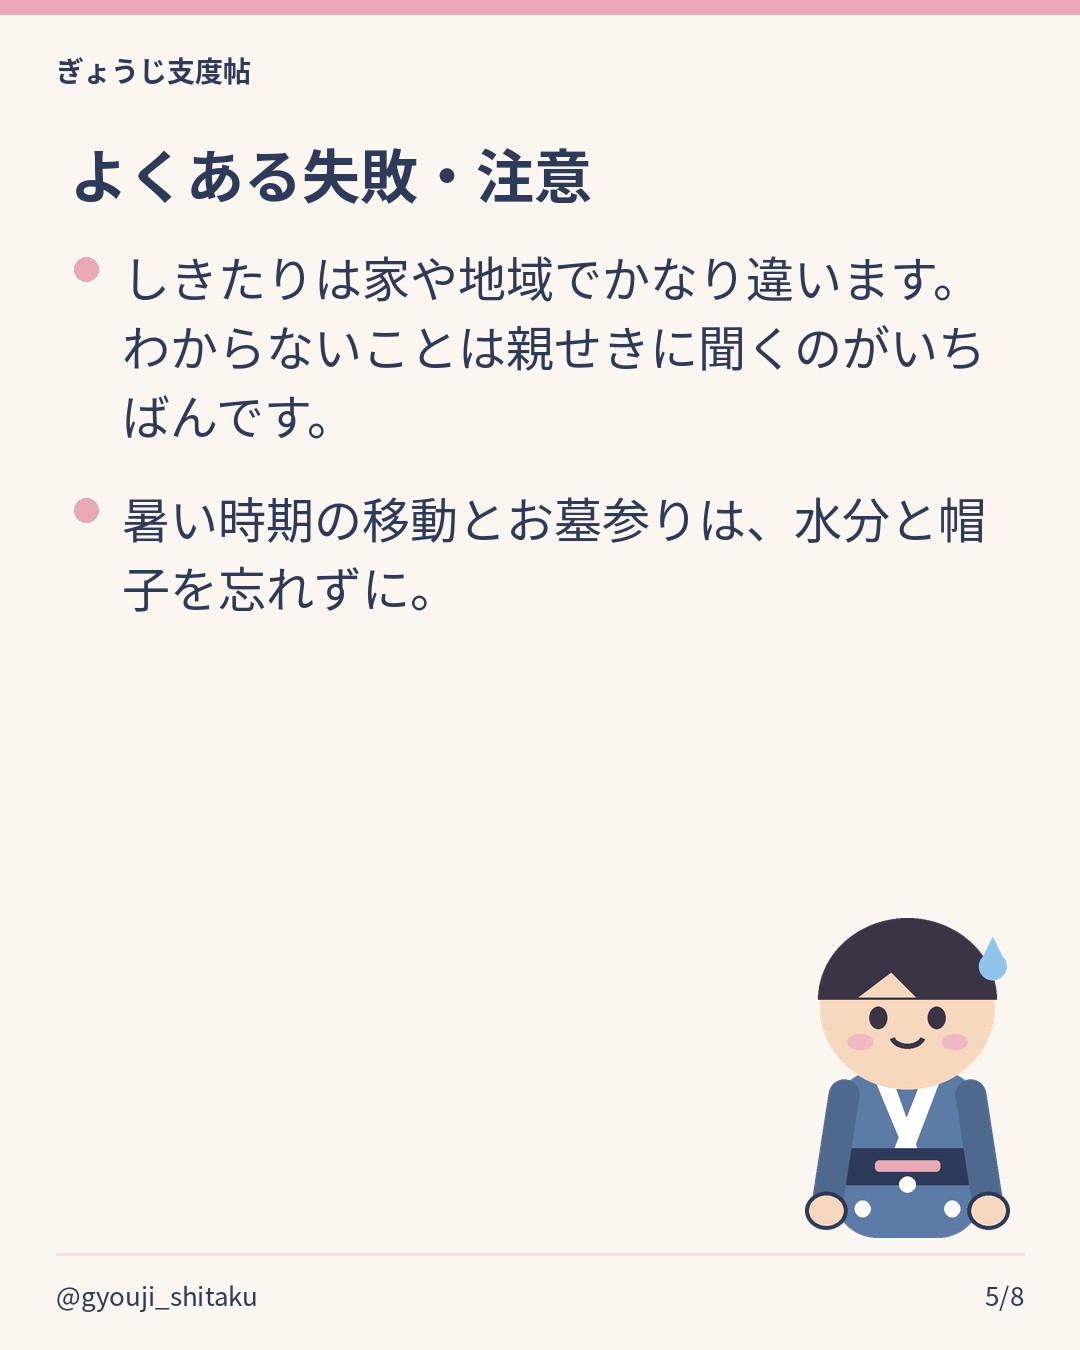 ぎょうじ支度帖
よくある失敗・注意
しきたりは家や地域でかなり違います。
わからないことは親せきに聞くのがいち
ばんです。
暑い時期の移動とお墓参りは、水分と帽
子を忘れずに。
@gyouji_shitaku
5/8